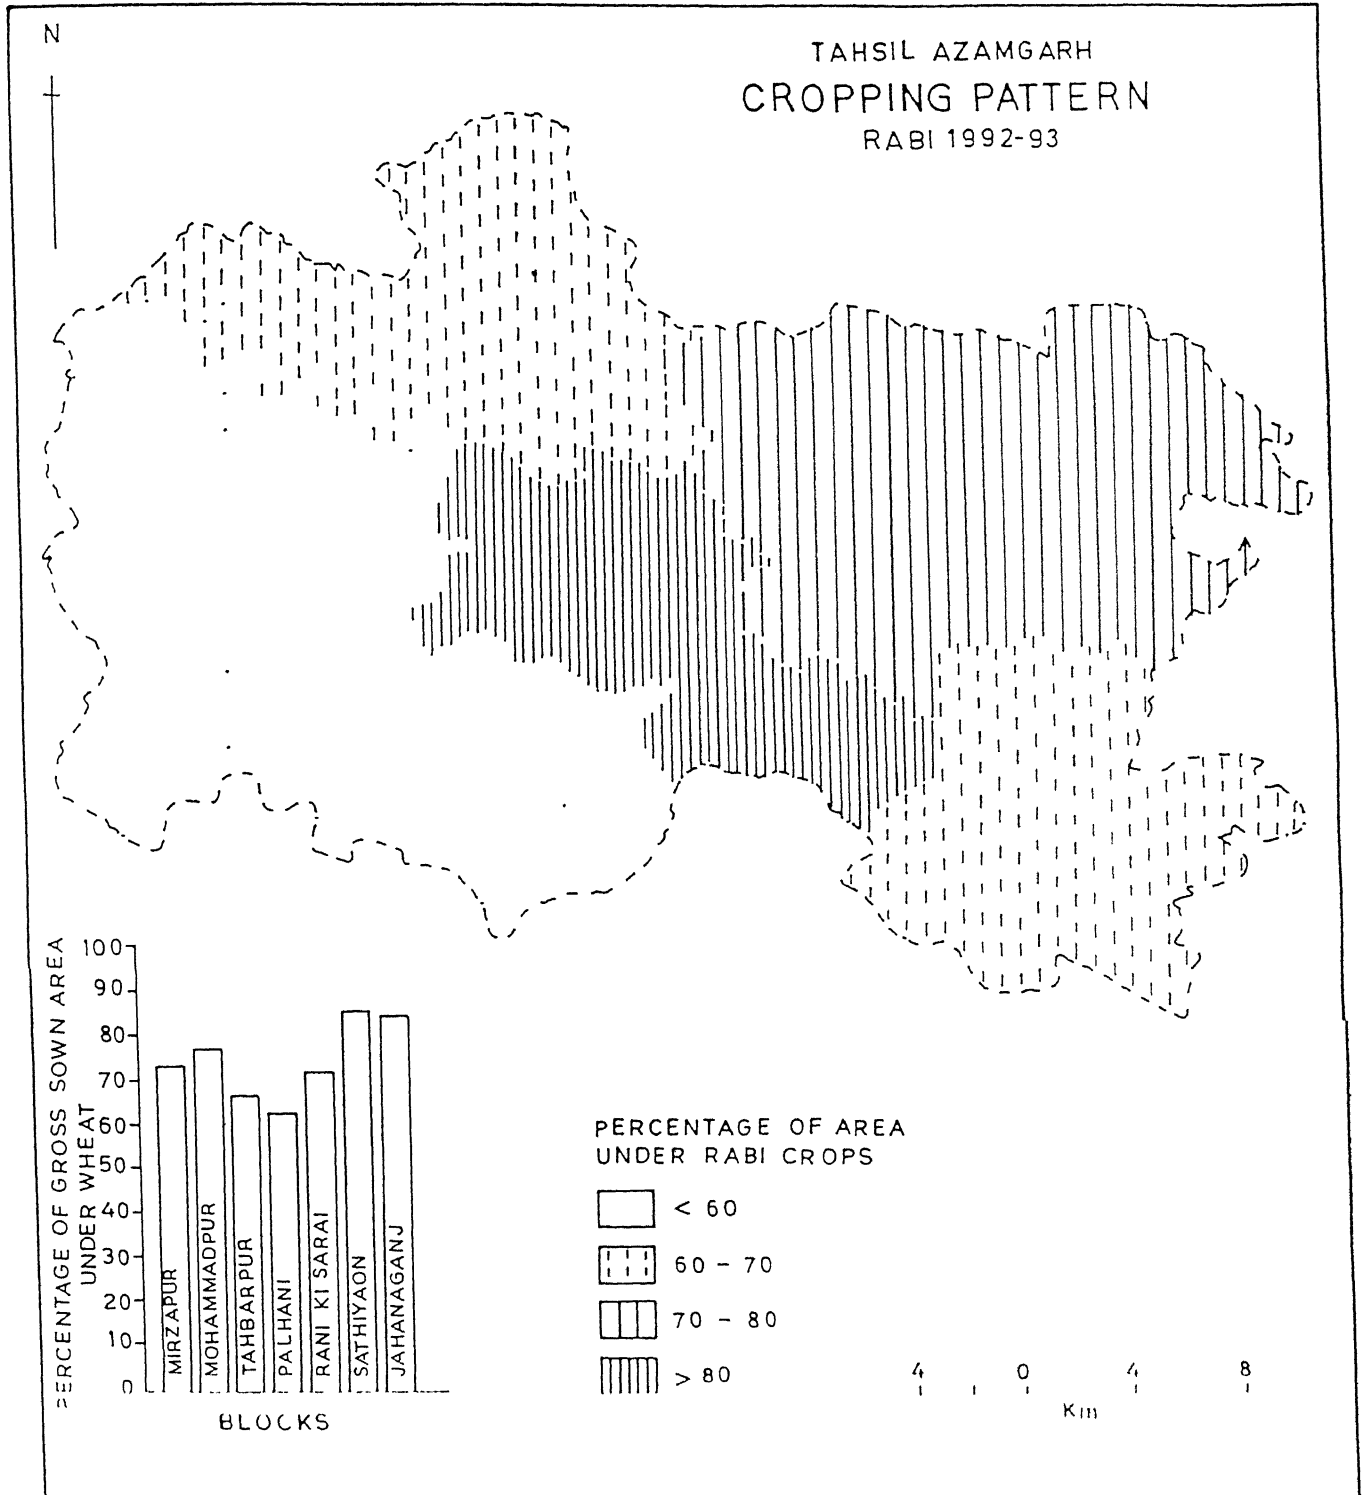 N
TAHSIL AZAMGARH
CROPPING PATTERN
RABI 1992-93
PERCENTAGE OF GROSS SOWN AREA
UNDER WHEAT
100
90
80
70
60
50
40
30
20
10
0
MIRZAPUR
MOHAMMADPUR
TAHBARPUR
PALHANI
RANI KI SARAI
SATHIYAON
JAHANAGANJ
BLOCKS
PERCENTAGE OF AREA
UNDER RABI CROPS
< 60
60 - 70
70 - 80
> 80
4 0 4 8
Km